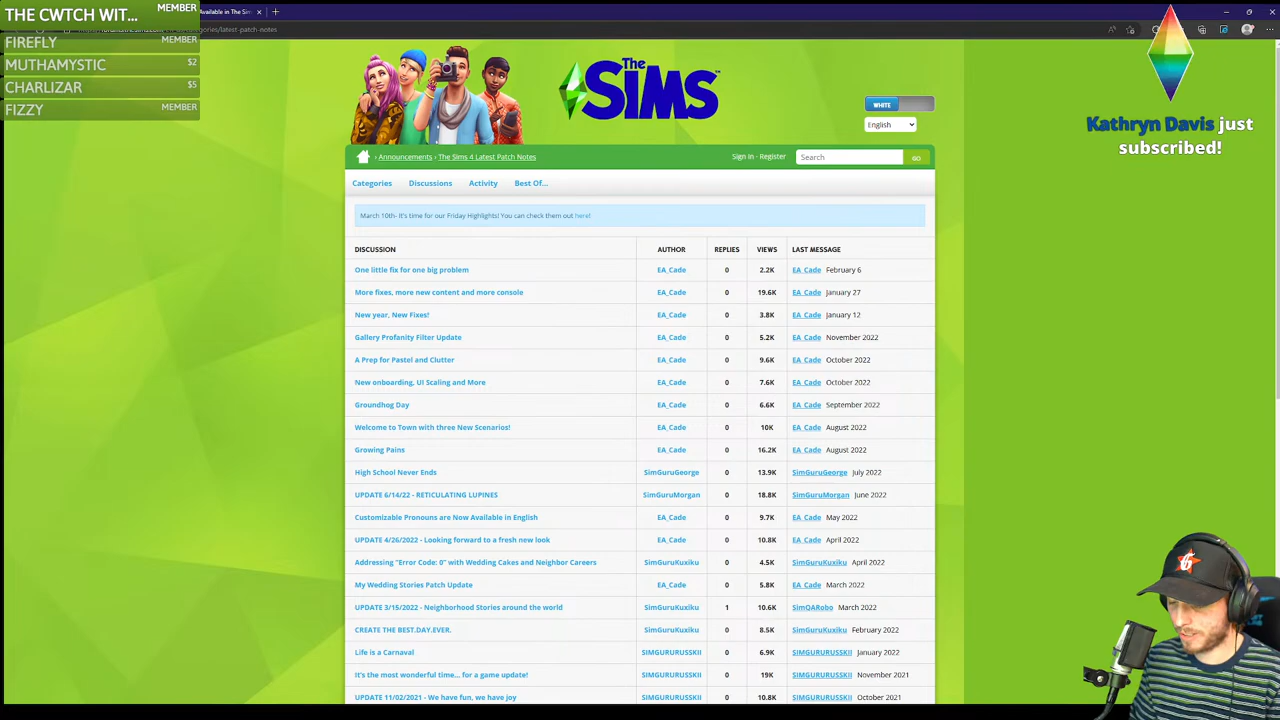 THE CWTCH WIT... MEMBER
FIREFLY MEMBER
MUTHAMYSTIC $2
CHARLIZAR $5
FIZZY MEMBER
Available in The Sim
categories/latest-patch-notes
The SIMS
WHITE
English
Kathryn Davis just
subscribed!
› Announcements › The Sims 4 Latest Patch Notes Sign In · Register Search GO
Categories Discussions Activity Best Of...
March 10th- It's time for our Friday Highlights! You can check them out here!
DISCUSSION AUTHOR REPLIES VIEWS LAST MESSAGE
One little fix for one big problem EA_Cade 0 2.2K EA_Cade February 6
More fixes, more new content and more console EA_Cade 0 19.6K EA_Cade January 27
New year, New Fixes! EA_Cade 0 3.8K EA_Cade January 12
Gallery Profanity Filter Update EA_Cade 0 5.2K EA_Cade November 2022
A Prep for Pastel and Clutter EA_Cade 0 9.6K EA_Cade October 2022
New onboarding, UI Scaling and More EA_Cade 0 7.6K EA_Cade October 2022
Groundhog Day EA_Cade 0 6.6K EA_Cade September 2022
Welcome to Town with three New Scenarios! EA_Cade 0 10K EA_Cade August 2022
Growing Pains EA_Cade 0 16.2K EA_Cade August 2022
High School Never Ends SimGuruGeorge 0 13.9K SimGuruGeorge July 2022
UPDATE 6/14/22 - RETICULATING LUPINES SimGuruMorgan 0 18.8K SimGuruMorgan June 2022
Customizable Pronouns are Now Available in English EA_Cade 0 9.7K EA_Cade May 2022
UPDATE 4/26/2022 - Looking forward to a fresh new look EA_Cade 0 10.8K EA_Cade April 2022
Addressing "Error Code: 0" with Wedding Cakes and Neighbor Careers SimGuruKuxiku 0 4.5K SimGuruKuxiku April 2022
My Wedding Stories Patch Update EA_Cade 0 5.8K EA_Cade March 2022
UPDATE 3/15/2022 - Neighborhood Stories around the world SimGuruKuxiku 1 10.6K SimQARobo March 2022
CREATE THE BEST.DAY.EVER. SimGuruKuxiku 0 8.5K SimGuruKuxiku February 2022
Life is a Carnaval SIMGURURUSSKII 0 6.9K SIMGURURUSSKII January 2022
It's the most wonderful time... for a game update! SIMGURURUSSKII 0 19K SIMGURURUSSKII November 2021
UPDATE 11/02/2021 - We have fun, we have joy SIMGURURUSSKII 0 10.8K SIMGURURUSSKII October 2021